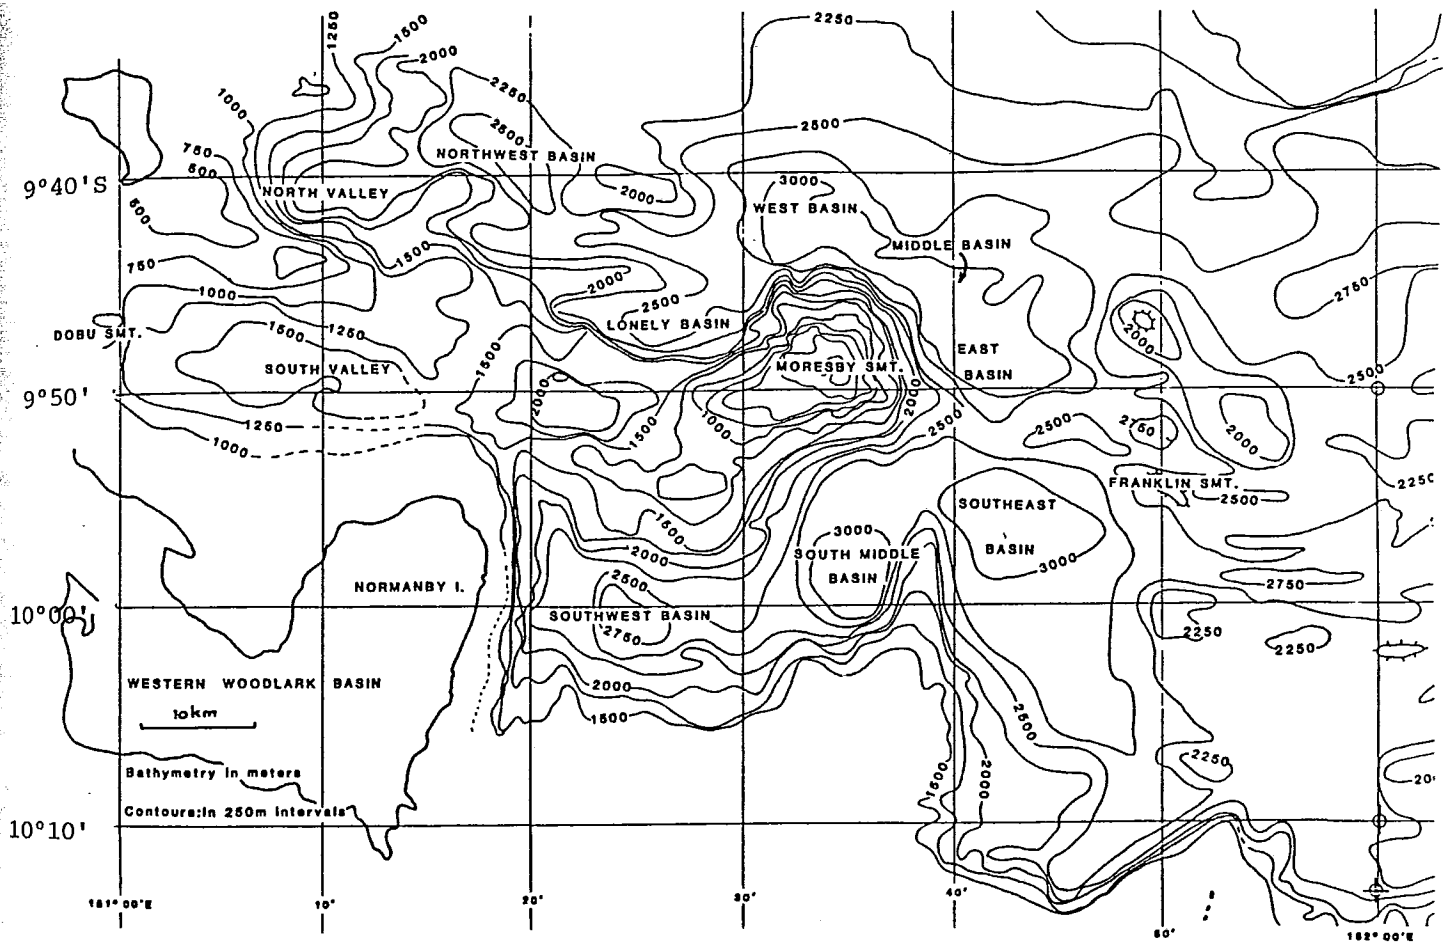 2250
1250
1500
2000
2250
1000
2500
2500
750
NORTHWEST BASIN
500
9°40'S
NORTH VALLEY
2000
3000
WEST BASIN
500
MIDDLE BASIN
1500
750
2000
2750
1000
2500
DOBU SMT.
1500
1250
LONELY BASIN
2000
1500
EAST
BASIN
SOUTH VALLEY
MORESBY SMT.
2500
9°50'
2000
2000
1250
1000
1500
2500
2500
2750
2000
1000
FRANKLIN SMT.
2250
2500
SOUTHEAST
BASIN
1500
3000
2000
SOUTH MIDDLE
BASIN
3000
NORMANBY I.
2500
2750
10°00'
SOUTHWEST BASIN
2750
2250
2250
WESTERN WOODLARK BASIN
2000
10km
1500
2500
2250
Bathymetry in meters
1500
2000
20
Contours:in 250m intervals
10°10'
151°00'E
10'
20'
30'
40'
50'
152°00'E